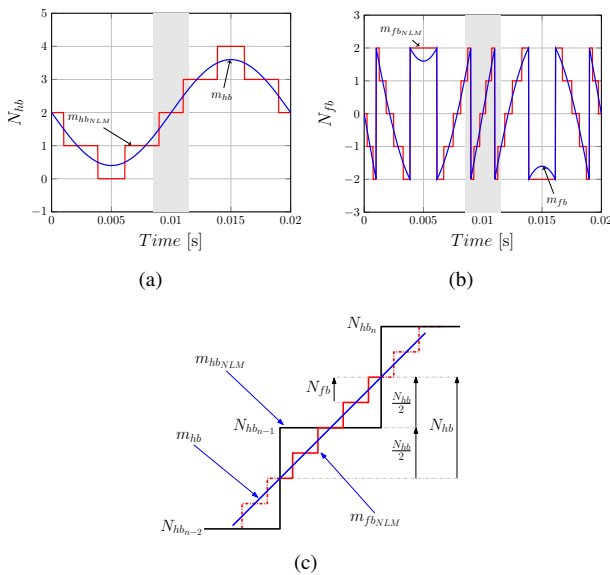 5
4
3
2
1
0
−1
0
0.005
0.01
0.015
0.02
N_{hb}
Time [s]
m_{hb_{NLM}}
m_{hb}
(a)
3
2
1
0
−1
−2
−3
0
0.005
0.01
0.015
0.02
N_{fb}
Time [s]
m_{fb_{NLM}}
m_{fb}
(b)
N_{hb_n}
m_{hb_{NLM}}
N_{fb}
\frac{N_{hb}}{2}
N_{hb_{n-1}}
N_{hb}
m_{hb}
\frac{N_{hb}}{2}
m_{fb_{NLM}}
N_{hb_{n-2}}
(c)